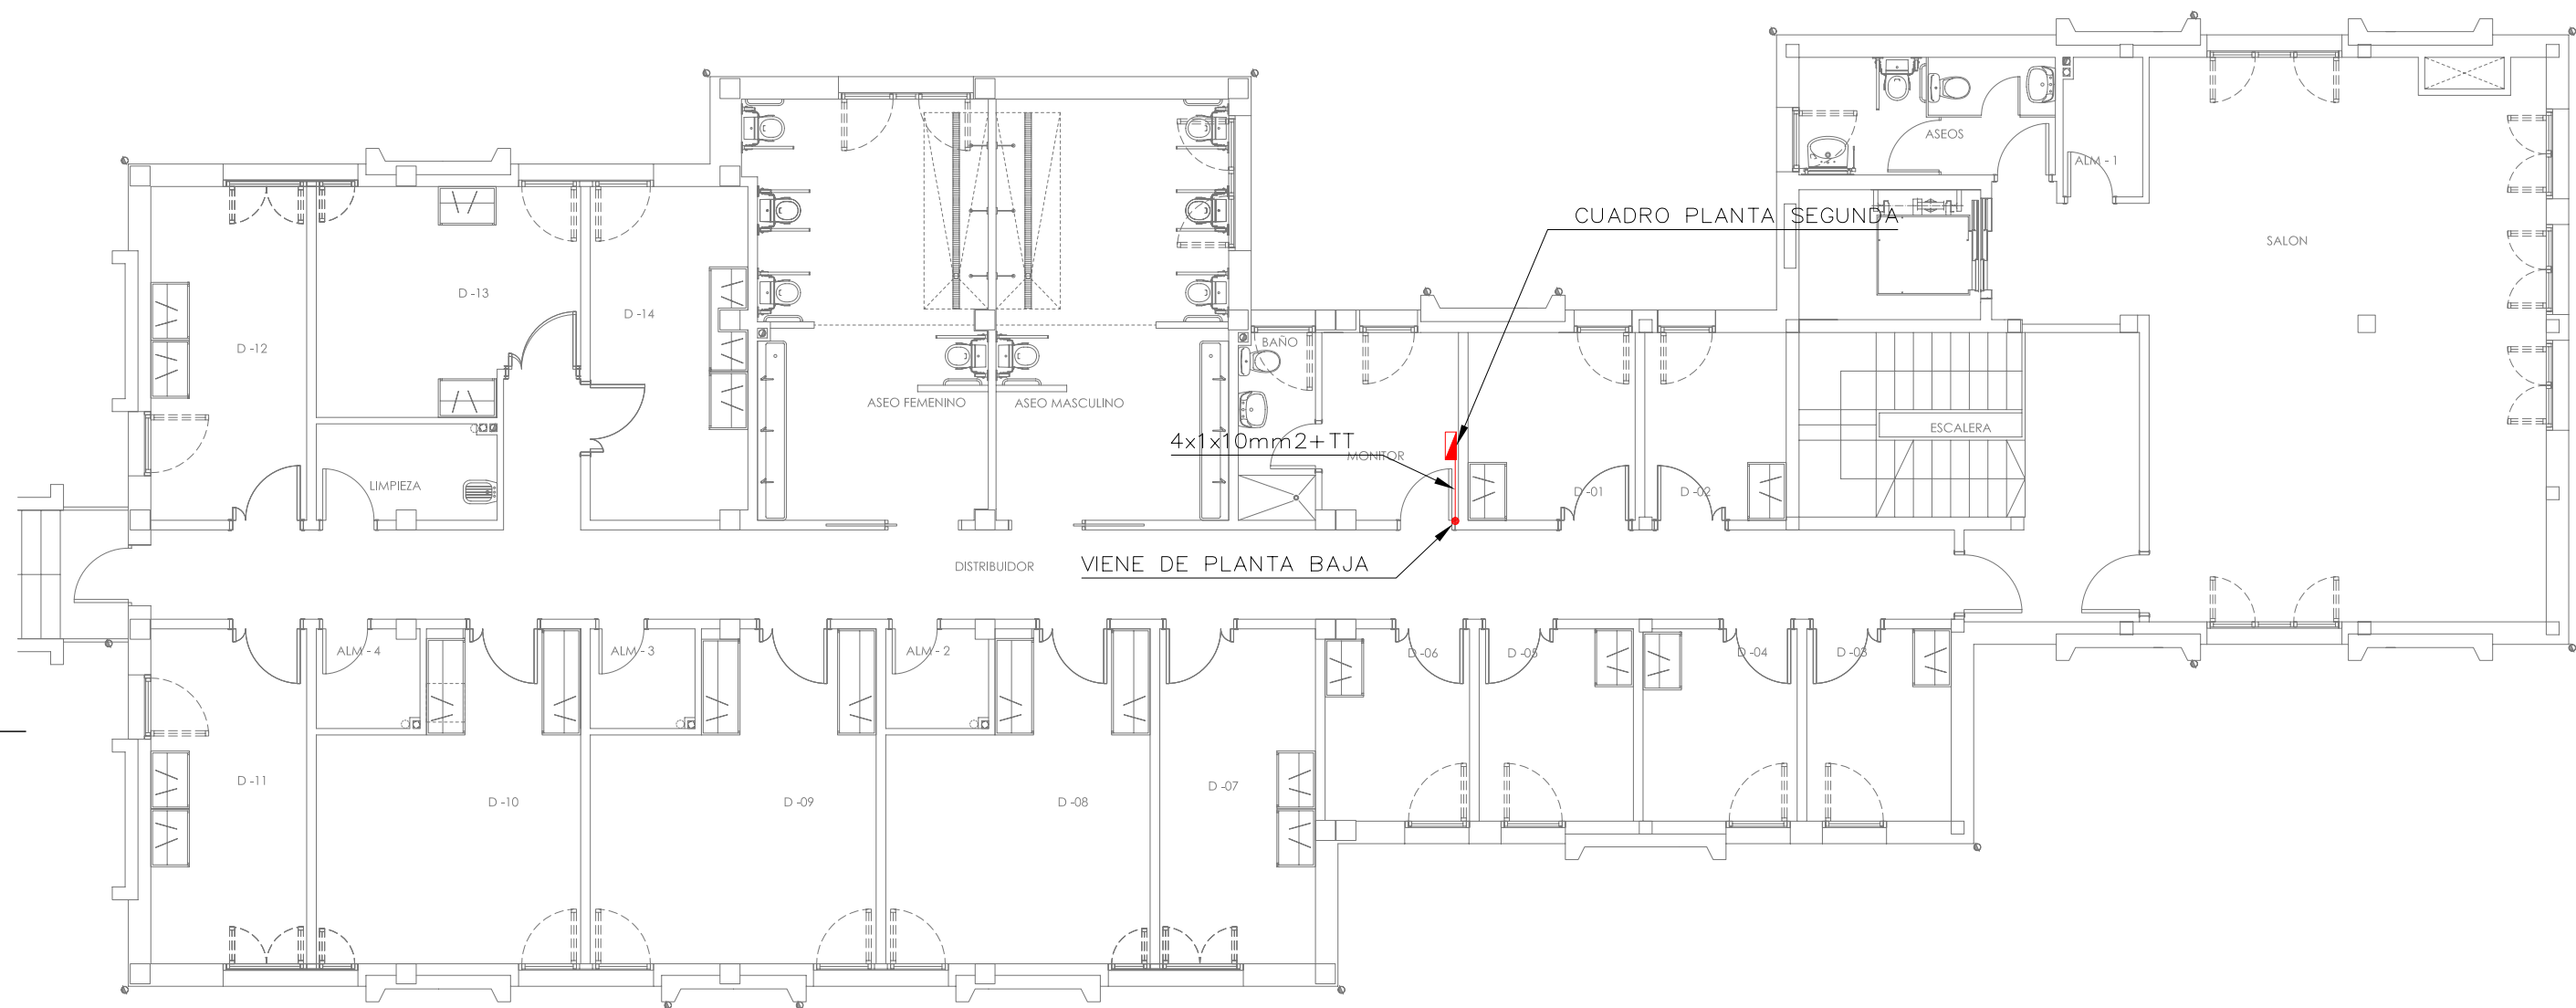 ASEOS
ALM - 1
CUADRO PLANTA SEGUNDA
SALON
D -13
D -14
D -12
BAÑO
ASEO FEMENINO
ASEO MASCULINO
ESCALERA
4x1x10mm2+TT
MONITOR
LIMPIEZA
D -01
D -02
DISTRIBUIDOR
VIENE DE PLANTA BAJA
ALM - 4
ALM - 3
ALM - 2
D -06
D -05
D -04
D -03
D -11
D -10
D -09
D -08
D -07